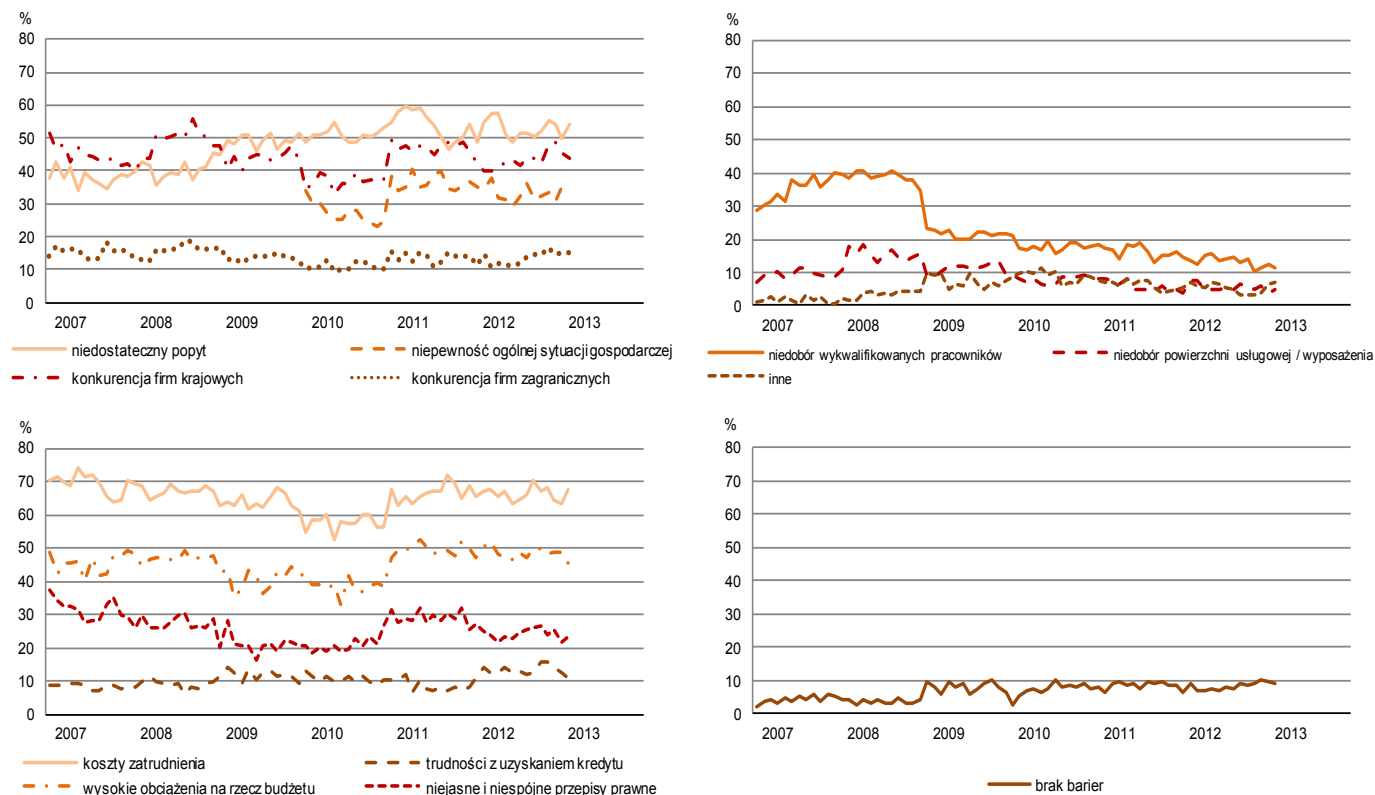 %
80
70
60
50
40
30
20
10
0
2007 2008 2009 2010 2011 2012 2013
niedostateczny popyt
niepewność ogólnej sytuacji gospodarczej
konkurencja firm krajowych
konkurencja firm zagranicznych
%
80
70
60
50
40
30
20
10
0
2007 2008 2009 2010 2011 2012 2013
niedobór wykwalifikowanych pracowników
niedobór powierzchni usługowej / wyposażenia
inne
%
80
70
60
50
40
30
20
10
0
2007 2008 2009 2010 2011 2012 2013
koszty zatrudnienia
trudności z uzyskaniem kredytu
wysokie obciążenia na rzecz budżetu
niejasne i niespójne przepisy prawne
%
80
70
60
50
40
30
20
10
0
2007 2008 2009 2010 2011 2012 2013
brak barier